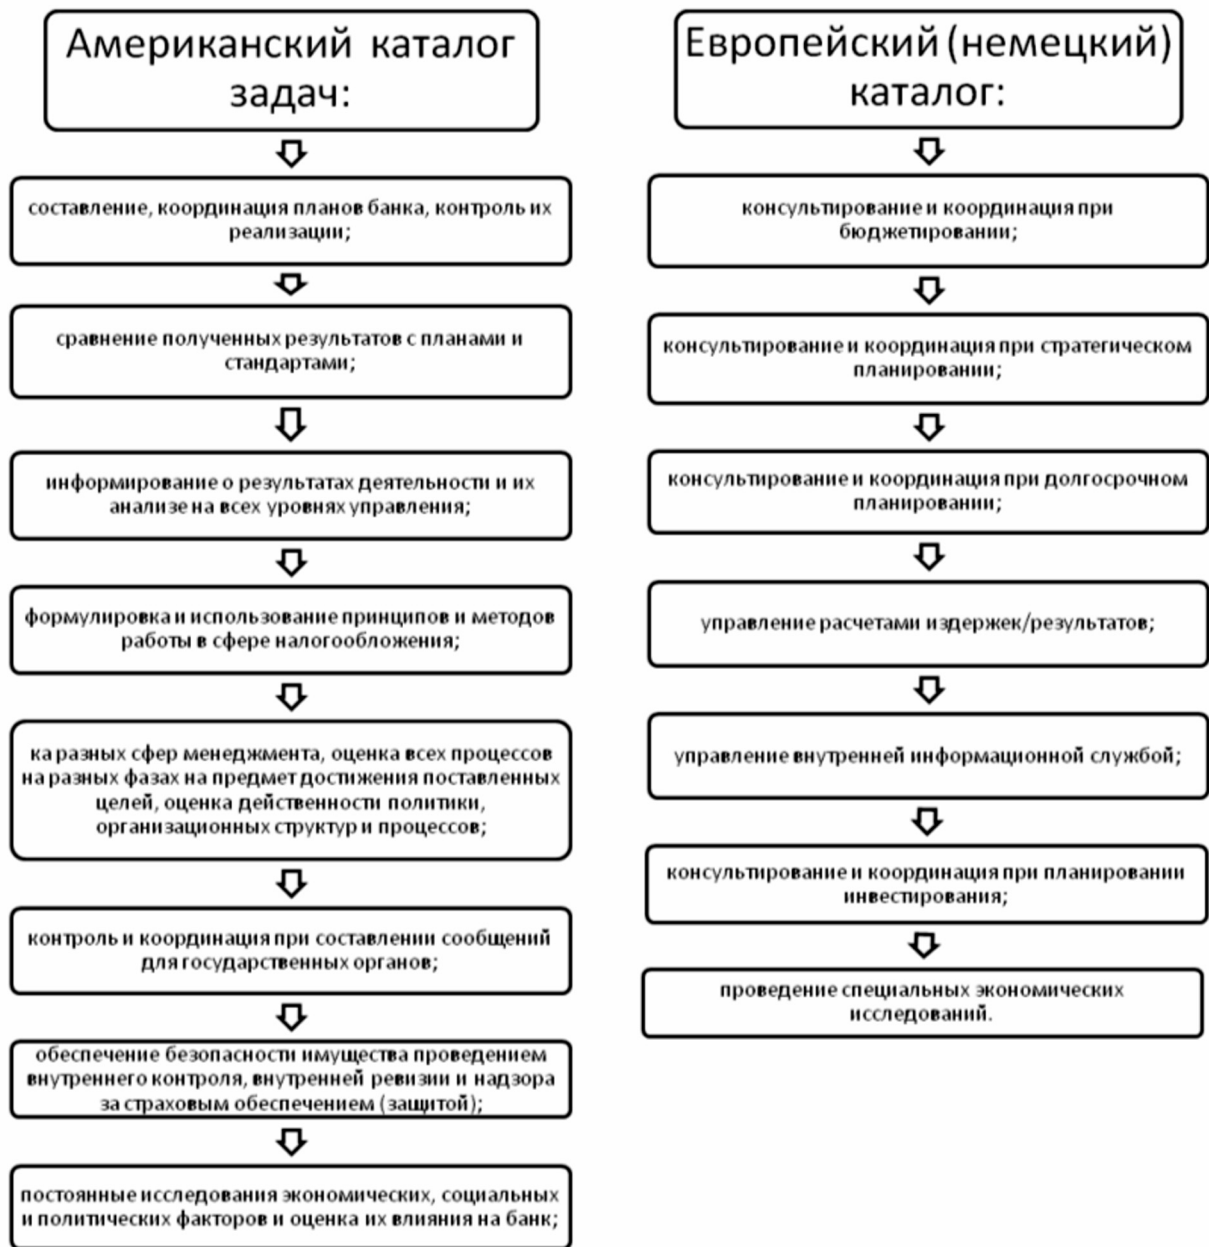 Американский каталог
задач:
составление, координация планов банка, контроль их
реализации;
сравнение полученных результатов с планами и
стандартами;
информирование о результатах деятельности и их
анализе на всех уровнях управления;
формулировка и использование принципов и методов
работы в сфере налогообложения;
ка разных сфер менеджмента, оценка всех процессов
на разных фазах на предмет достижения поставленных
целей, оценка действенности политики,
организационных структур и процессов;
контроль и координация при составлении сообщений
для государственных органов;
обеспечение безопасности имущества проведением
внутреннего контроля, внутренней ревизии и надзора
за страховым обеспечением (защитой);
постоянные исследования экономических, социальных
и политических факторов и оценка их влияния на банк;
Европейский (немецкий)
каталог:
консультирование и координация при
бюджетировании;
консультирование и координация при стратегическом
планировании;
консультирование и координация при долгосрочном
планировании;
управление расчетами издержек/результатов;
управление внутренней информационной службой;
консультирование и координация при планировании
инвестирования;
проведение специальных экономических
исследований.